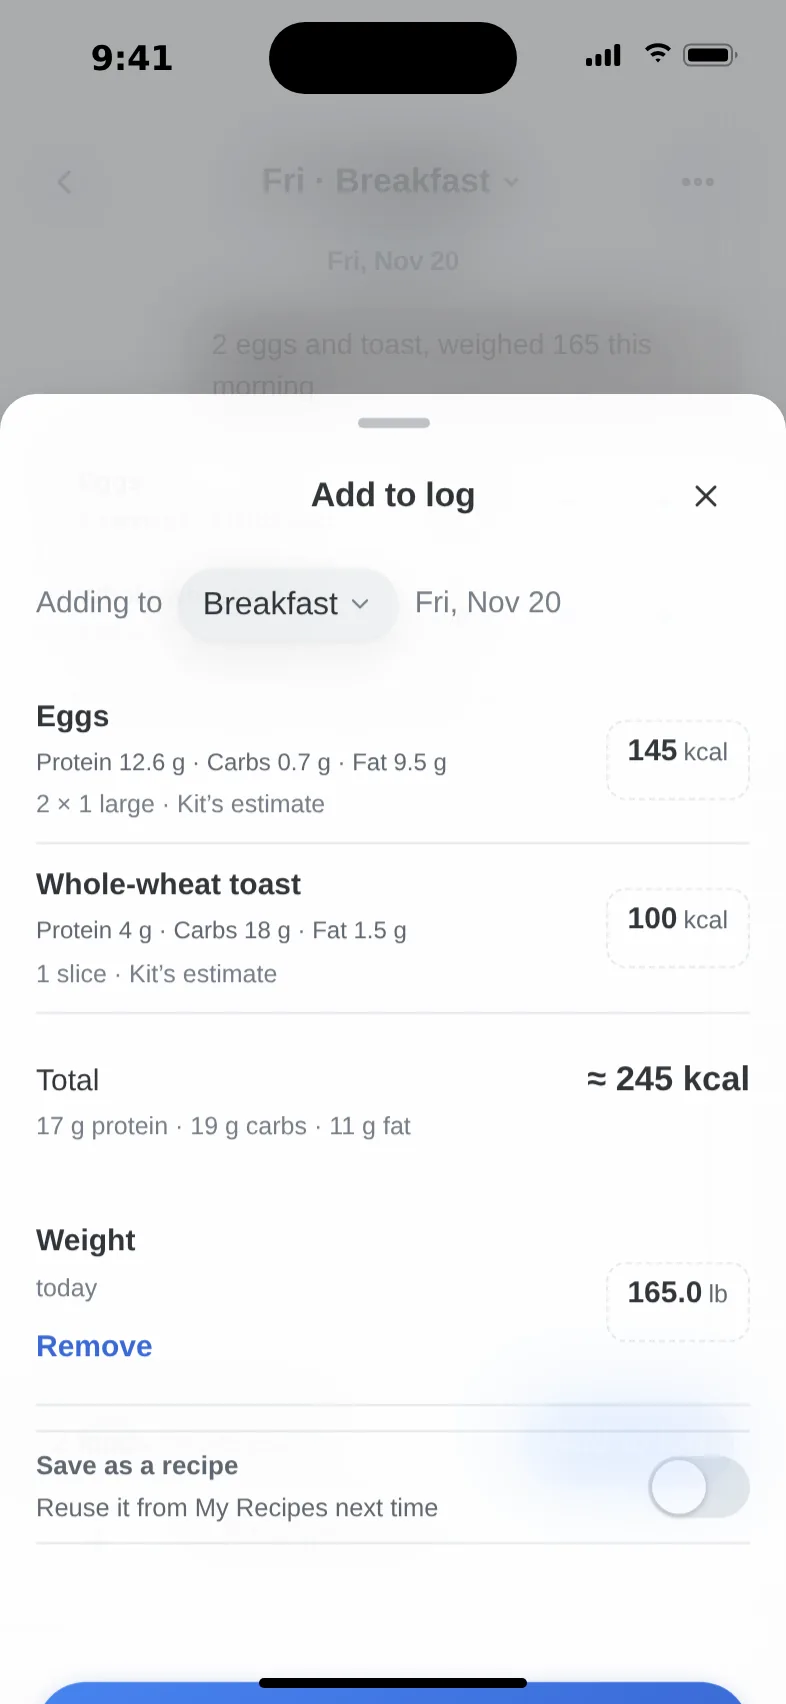 9:41
Fri · Breakfast
Fri, Nov 20
2 eggs and toast, weighed 165 this
morning
Eggs
Add to log
Adding to Breakfast Fri, Nov 20
Eggs
Protein 12.6 g · Carbs 0.7 g · Fat 9.5 g
145 kcal
2 × 1 large · Kit’s estimate
Whole-wheat toast
Protein 4 g · Carbs 18 g · Fat 1.5 g
100 kcal
1 slice · Kit’s estimate
Total
≈ 245 kcal
17 g protein · 19 g carbs · 11 g fat
Weight
today
165.0 lb
Remove
Save as a recipe
Reuse it from My Recipes next time